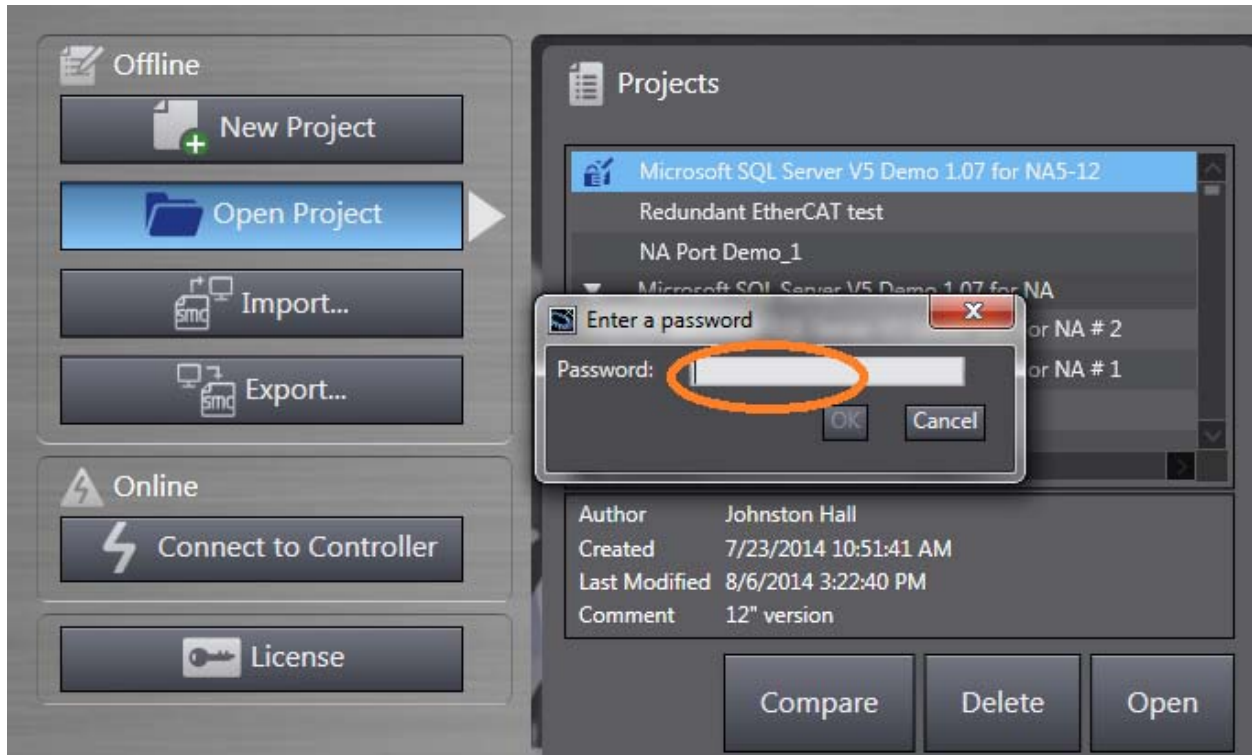 Offline
New Project
Open Project
smc Import...
smc Export...
Online
Connect to Controller
License
Projects
Microsoft SQL Server V5 Demo 1.07 for NA5-12
Redundant EtherCAT test
NA Port Demo_1
Microsoft SQL Server V5 Demo 1.07 for NA
or NA # 2
or NA # 1
Enter a password
Password:
OK Cancel
Author Johnston Hall
Created 7/23/2014 10:51:41 AM
Last Modified 8/6/2014 3:22:40 PM
Comment 12" version
Compare Delete Open